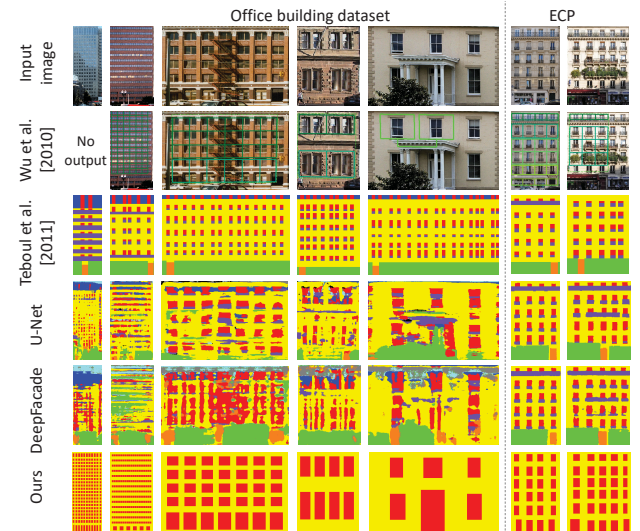 Office building dataset
ECP
Input
image
Wu et al.
[2010]
No
output
Teboul et al.
[2011]
U-Net
DeepFacade
Ours